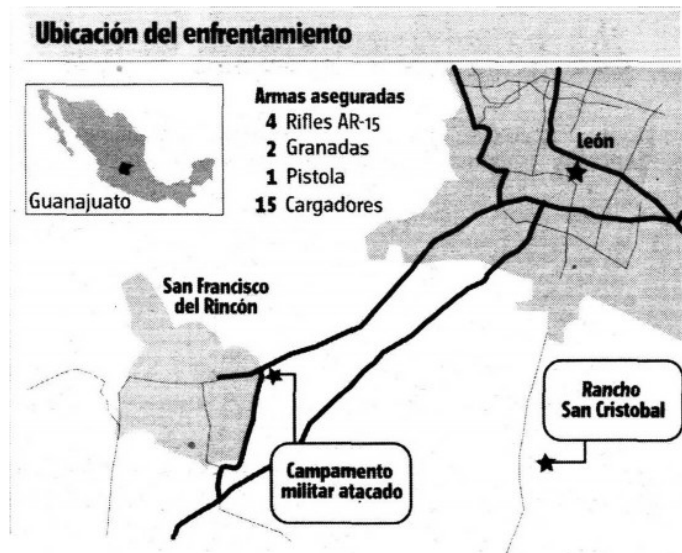 Ubicación del enfrentamiento
Guanajuato
Armas aseguradas
4 Rifles AR-15
2 Granadas
1 Pistola
15 Cargadores
León
San Francisco
del Rincón
Rancho
San Cristobal
Campamento
militar atacado